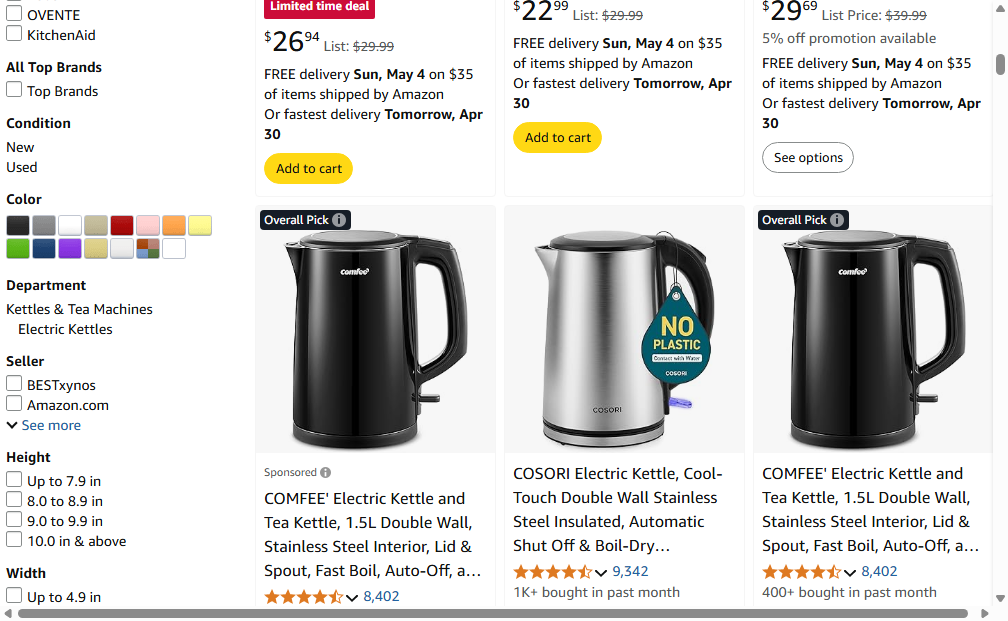 OVENTE
KitchenAid
All Top Brands
Top Brands
Condition
New
Used
Color
Department
Kettles & Tea Machines
Electric Kettles
Seller
BESTxynos
Amazon.com
See more
Height
Up to 7.9 in
8.0 to 8.9 in
9.0 to 9.9 in
10.0 in & above
Width
Up to 4.9 in
Limited time deal
$26.94 List: $29.99
FREE delivery Sun, May 4 on $35
of items shipped by Amazon
Or fastest delivery Tomorrow, Apr
30
Add to cart
$22.99 List: $29.99
FREE delivery Sun, May 4 on $35
of items shipped by Amazon
Or fastest delivery Tomorrow, Apr
30
Add to cart
$29.69 List Price: $39.99
5% off promotion available
FREE delivery Sun, May 4 on $35
of items shipped by Amazon
Or fastest delivery Tomorrow, Apr
30
See options
Overall Pick
comfee'
Sponsored
COMFEE' Electric Kettle and
Tea Kettle, 1.5L Double Wall,
Stainless Steel Interior, Lid &
Spout, Fast Boil, Auto-Off, a…
8,402
NO
PLASTIC
Contact with Water
COSORI
COSORI
COSORI Electric Kettle, Cool-
Touch Double Wall Stainless
Steel Insulated, Automatic
Shut Off & Boil-Dry…
9,342
1K+ bought in past month
Overall Pick
comfee'
COMFEE' Electric Kettle and
Tea Kettle, 1.5L Double Wall,
Stainless Steel Interior, Lid &
Spout, Fast Boil, Auto-Off, a…
8,402
400+ bought in past month